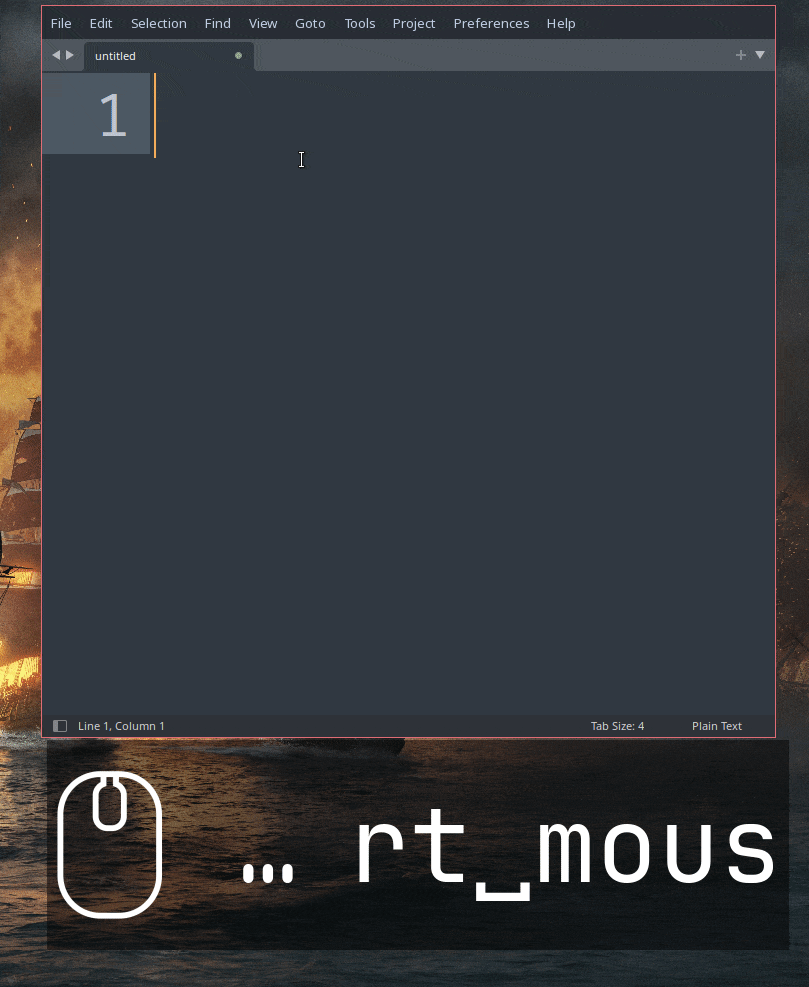 File Edit Selection Find View Goto Tools Project Preferences Help
untitled
1
Line 1, Column 1 Tab Size: 4 Plain Text
… rt␣mous